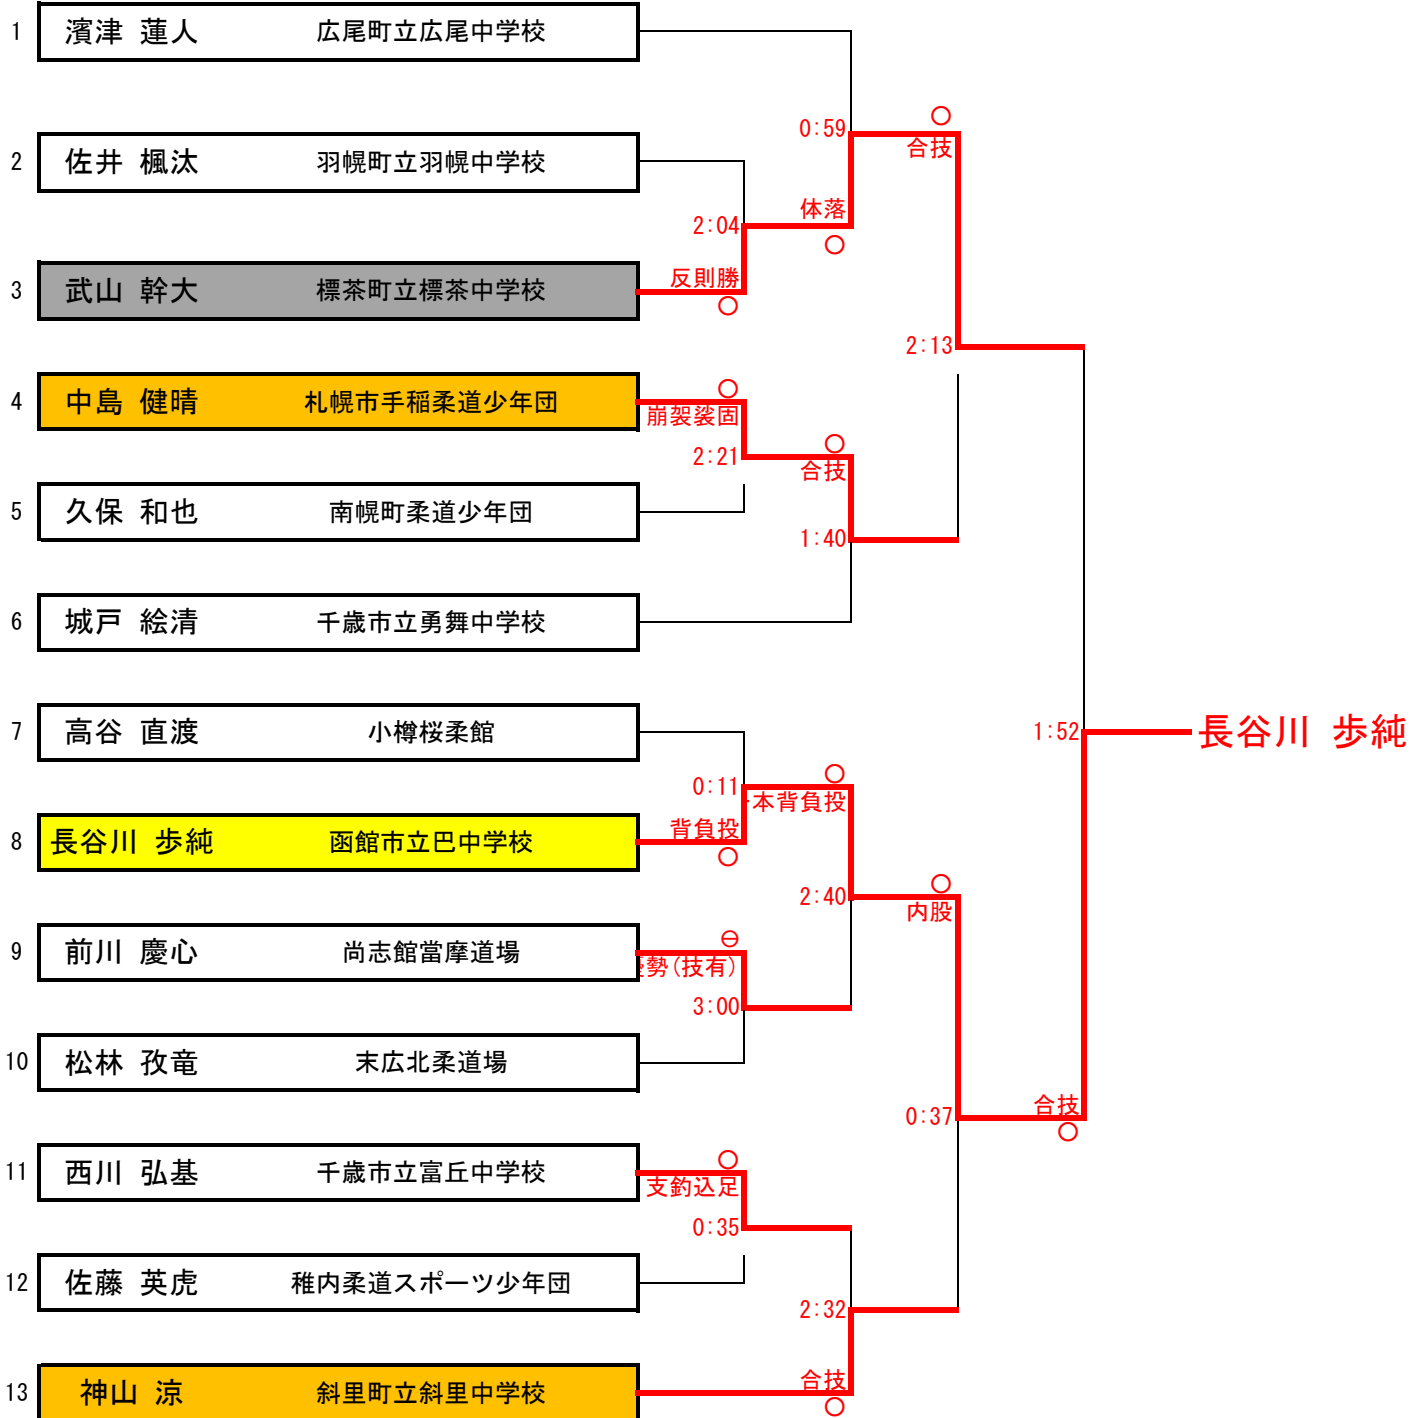 1 濱津 蓮人 広尾町立広尾中学校
0:59
○
合技
2 佐井 楓汰 羽幌町立羽幌中学校
体落
2:04
○
3 武山 幹大 標茶町立標茶中学校
反則勝
○
2:13
4 中島 健晴 札幌市手稲柔道少年団
○
崩袈裟固
○
2:21
合技
5 久保 和也 南幌町柔道少年団
1:40
6 城戸 絵清 千歳市立勇舞中学校
7 高谷 直渡 小樽桜柔館
1:52
長谷川 歩純
○
0:11
本背負投
8 長谷川 歩純 函館市立巴中学校
背負投
○
○
2:40
内股
9 前川 慶心 尚志館當摩道場
⊖
勢(技有)
3:00
10 松林 孜竜 末広北柔道場
0:37
合技
○
11 西川 弘基 千歳市立富丘中学校
○
支釣込足
0:35
12 佐藤 英虎 稚内柔道スポーツ少年団
2:32
13 神山 涼 斜里町立斜里中学校
合技
○